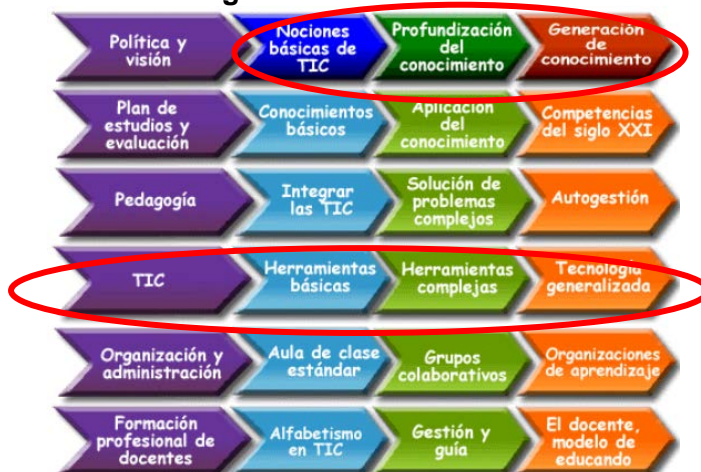 Política y
visión
Nociones
básicas de
TIC
Profundización
del
conocimiento
Generación
de
conocimiento
Plan de
estudios y
evaluación
Conocimientos
básicos
Aplicación
del
conocimiento
Competencias
del siglo XXI
Pedagogía
Integrar
las TIC
Solución de
problemas
complejos
Autogestión
TIC
Herramientas
básicas
Herramientas
complejas
Tecnología
generalizada
Organización y
administración
Aula de clase
estándar
Grupos
colaborativos
Organizaciones
de aprendizaje
Formación
profesional de
docentes
Alfabetismo
en TIC
Gestión y
guía
El docente,
modelo de
educando